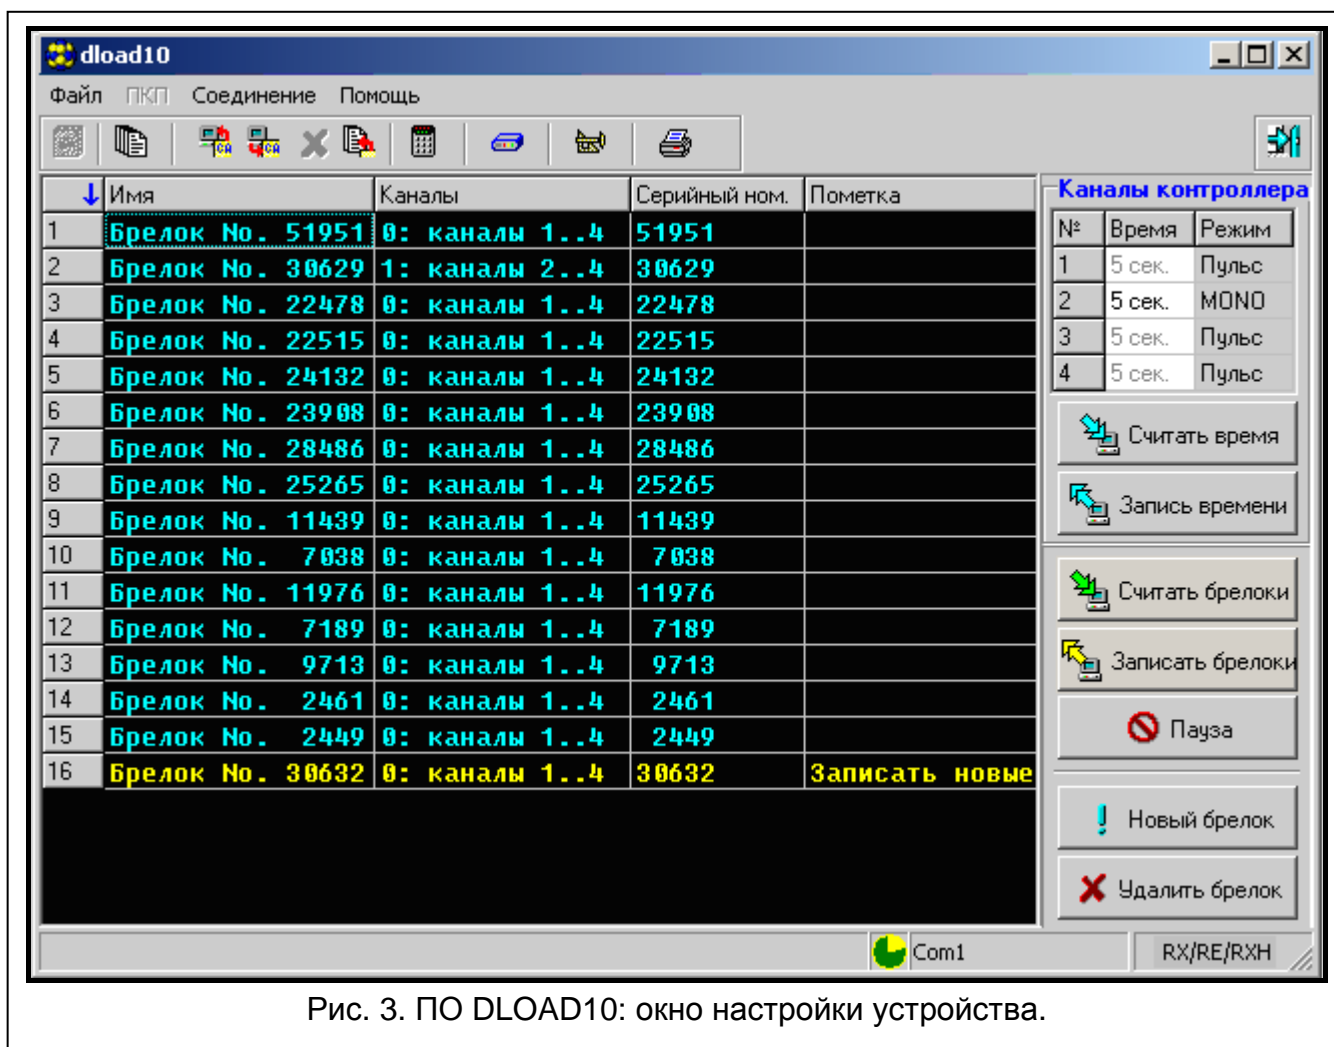 dload10
Файл ПКП Соединение Помощь
Имя Каналы Серийный ном. Пометка
1 Брелок No. 51951 0: каналы 1..4 51951
2 Брелок No. 30629 1: каналы 2..4 30629
3 Брелок No. 22478 0: каналы 1..4 22478
4 Брелок No. 22515 0: каналы 1..4 22515
5 Брелок No. 24132 0: каналы 1..4 24132
6 Брелок No. 23908 0: каналы 1..4 23908
7 Брелок No. 28486 0: каналы 1..4 28486
8 Брелок No. 25265 0: каналы 1..4 25265
9 Брелок No. 11439 0: каналы 1..4 11439
10 Брелок No. 7038 0: каналы 1..4 7038
11 Брелок No. 11976 0: каналы 1..4 11976
12 Брелок No. 7189 0: каналы 1..4 7189
13 Брелок No. 9713 0: каналы 1..4 9713
14 Брелок No. 2461 0: каналы 1..4 2461
15 Брелок No. 2449 0: каналы 1..4 2449
16 Брелок No. 30632 0: каналы 1..4 30632 Записать новые
Каналы контроллера
№ Время Режим
1 5 сек. Пульс
2 5 сек. MONO
3 5 сек. Пульс
4 5 сек. Пульс
Считать время
Запись времени
Считать брелоки
Записать брелоки
Пауза
Новый брелок
Удалить брелок
Com1 RX/RE/RXH
Рис. 3. ПО DLOAD10: окно настройки устройства.